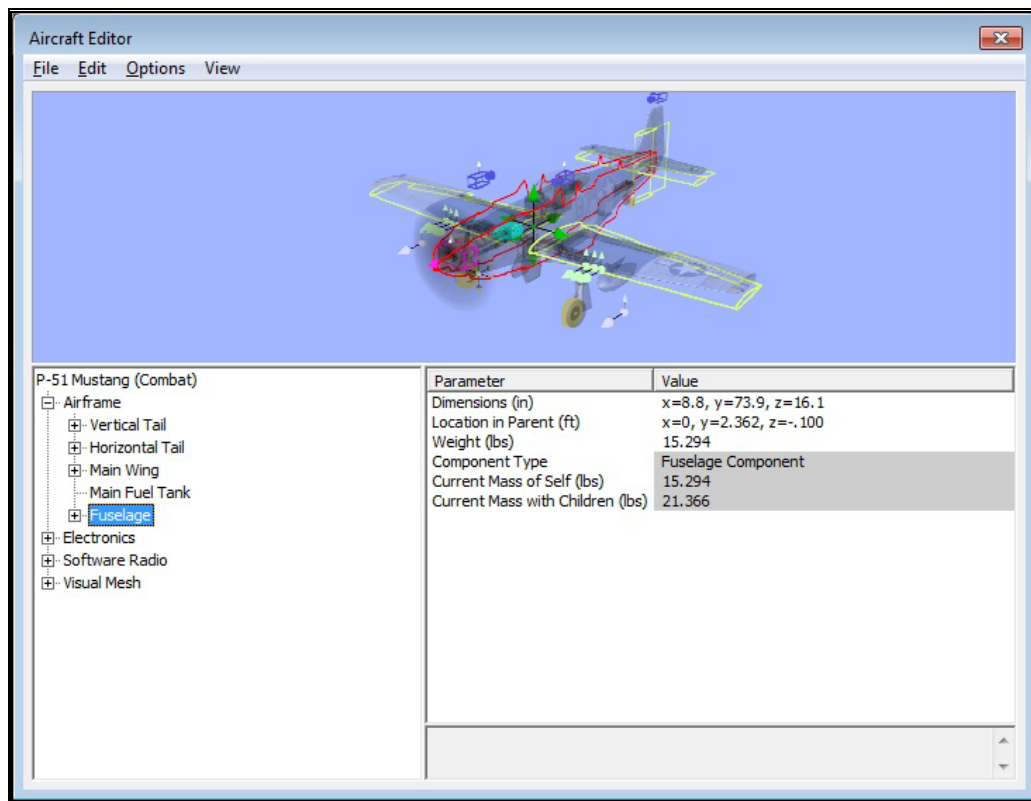 Aircraft Editor
File Edit Options View
P-51 Mustang (Combat)
Airframe
Vertical Tail
Horizontal Tail
Main Wing
Main Fuel Tank
Fuselage
Electronics
Software Radio
Visual Mesh
Parameter Value
Dimensions (in) x=8.8, y=73.9, z=16.1
Location in Parent (ft) x=0, y=2.362, z=-.100
Weight (lbs) 15.294
Component Type Fuselage Component
Current Mass of Self (lbs) 15.294
Current Mass with Children (lbs) 21.366